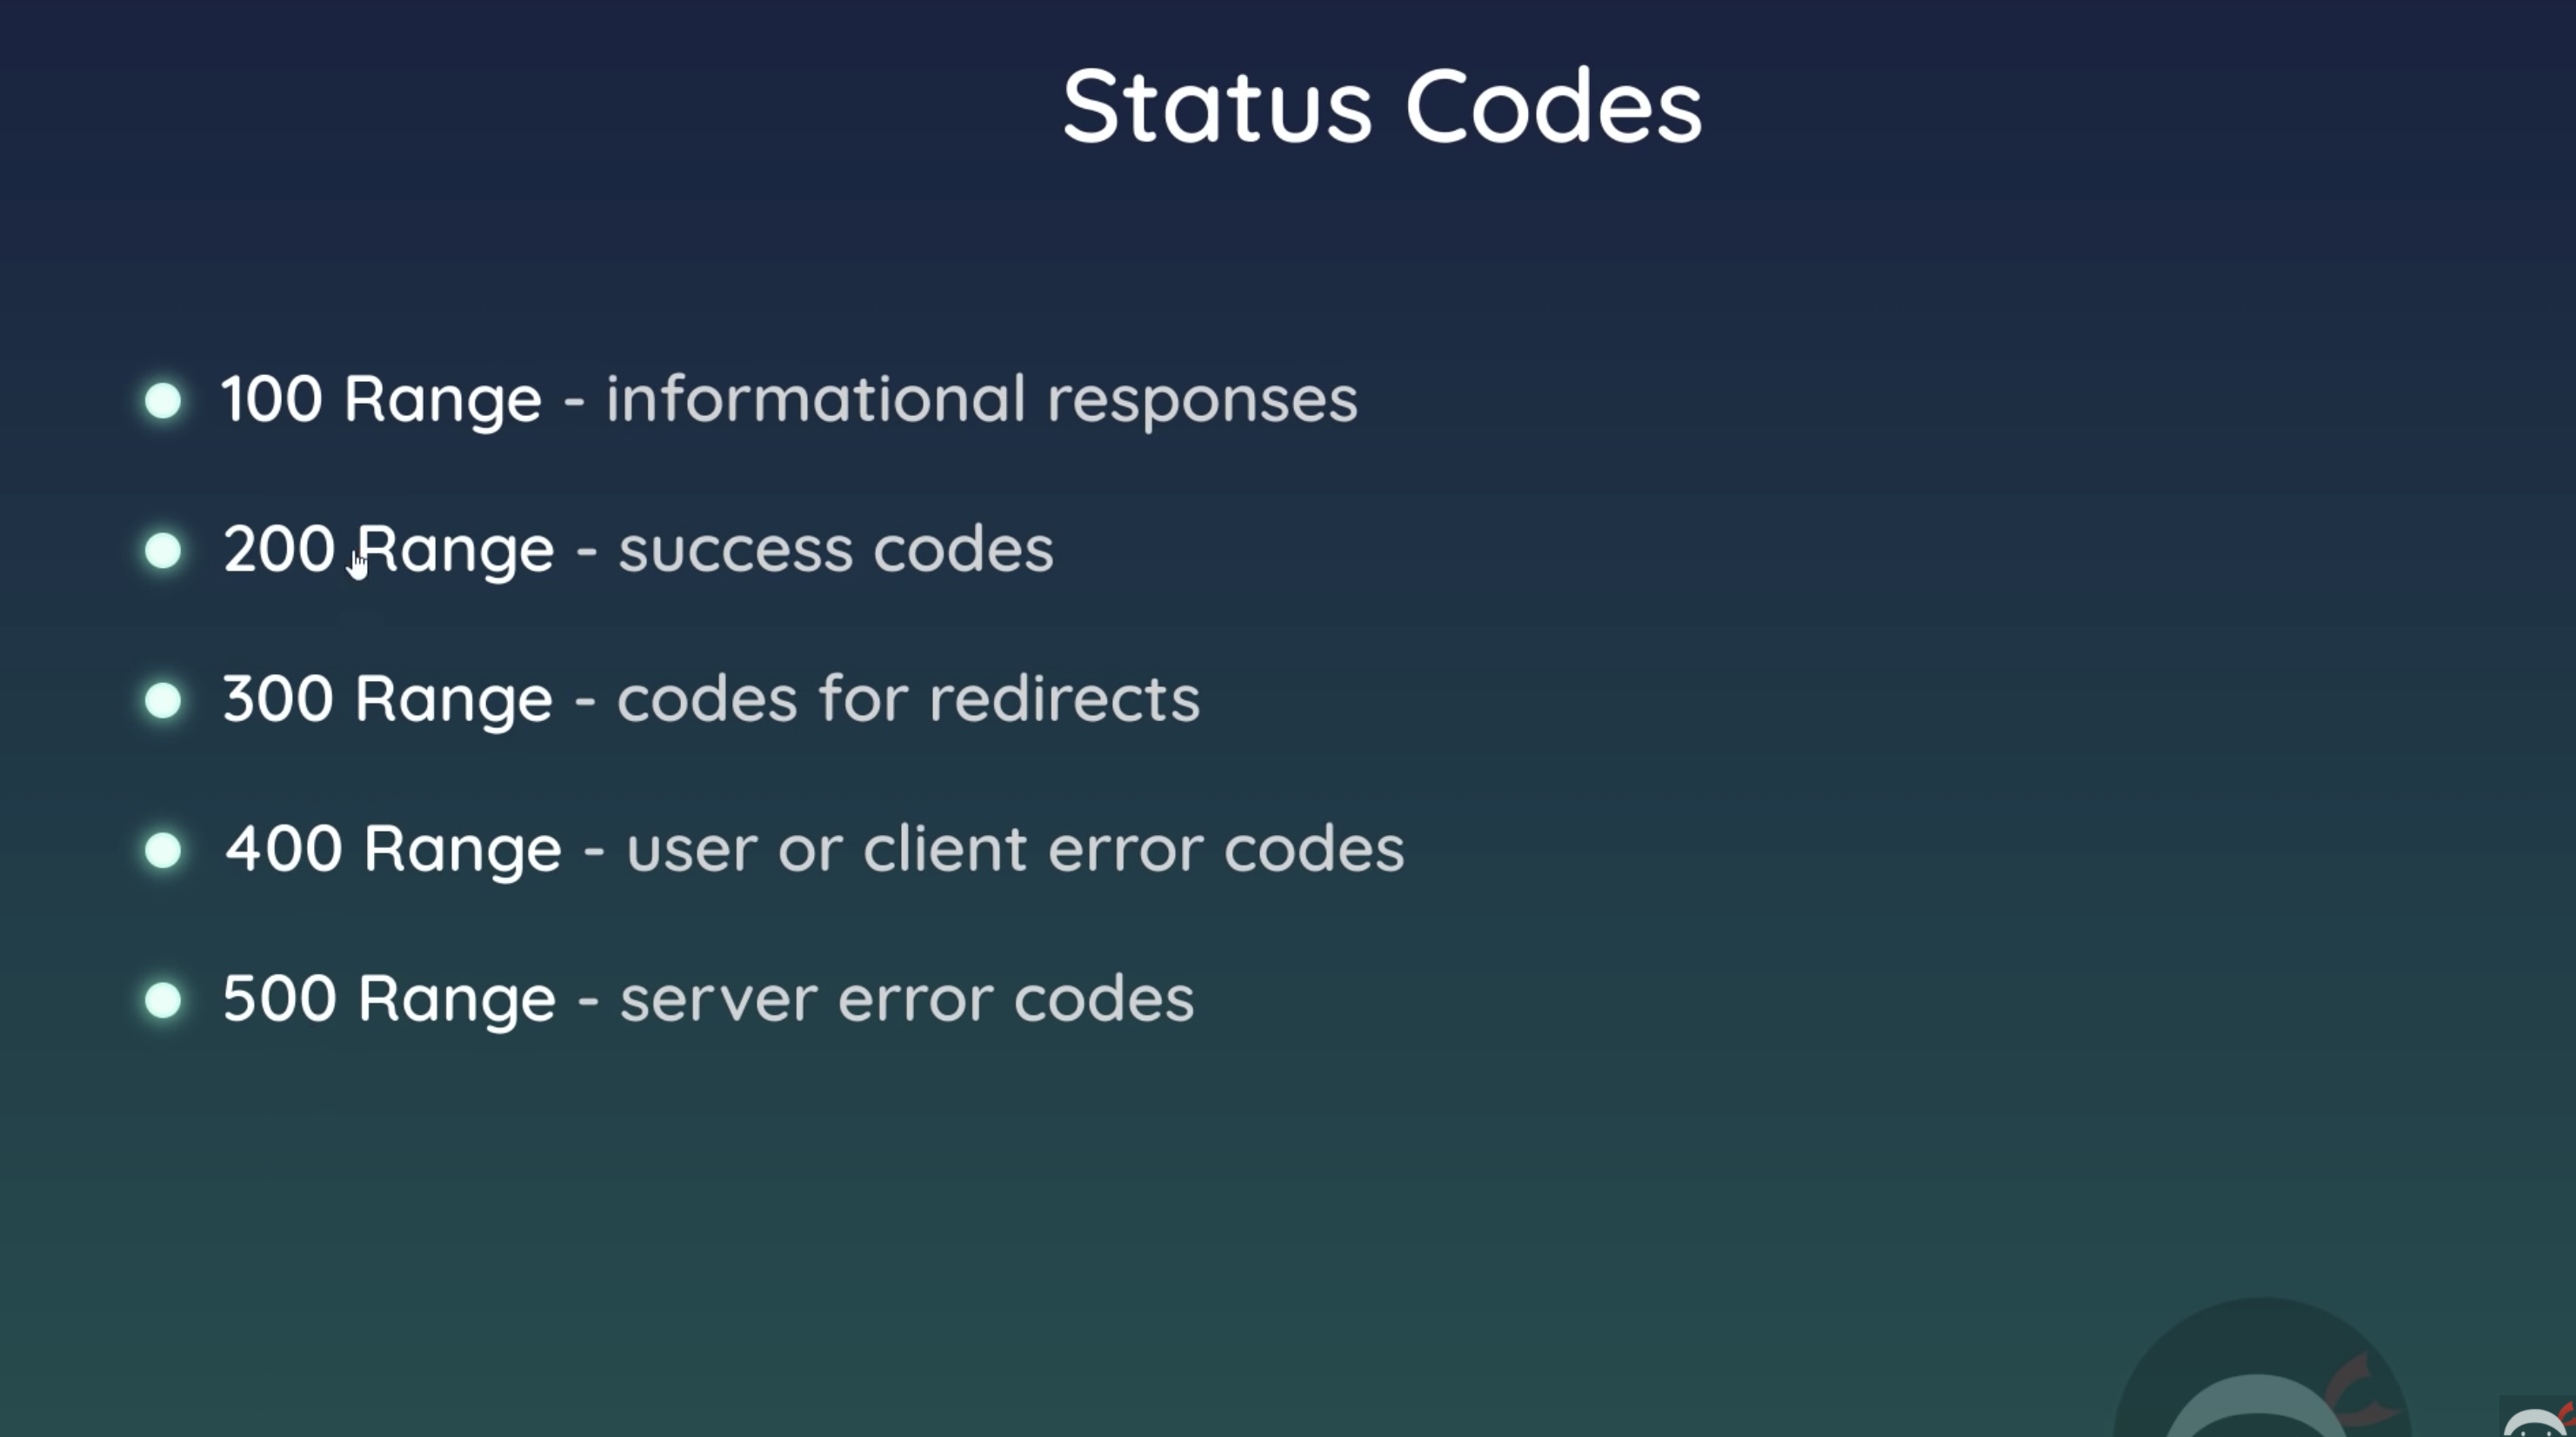 Status Codes
100 Range - informational responses
200 Range - success codes
300 Range - codes for redirects
400 Range - user or client error codes
500 Range - server error codes